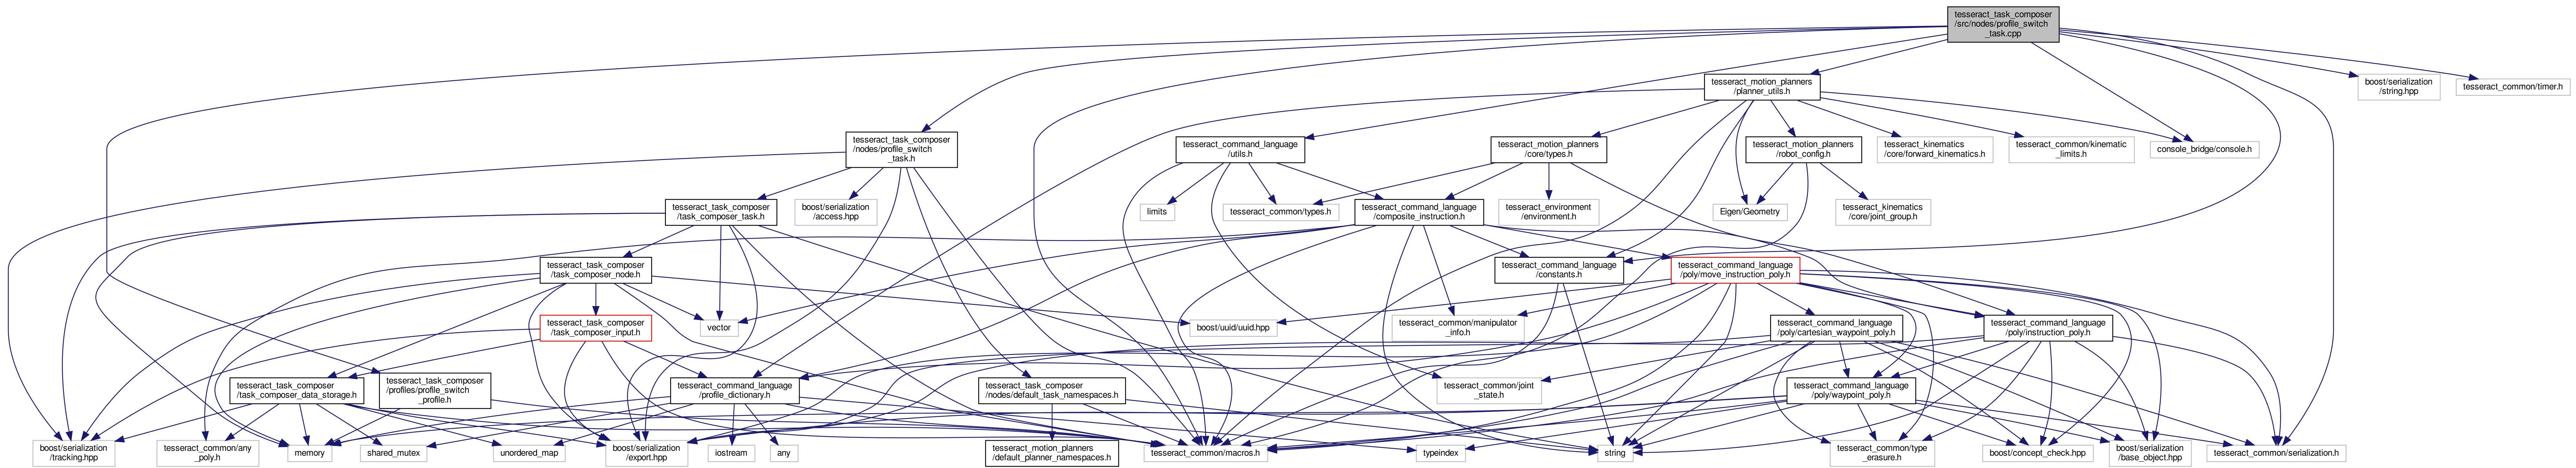 tesseract_task_composer
/src/nodes/profile_switch
_task.cpp
tesseract_motion_planners
/planner_utils.h
boost/serialization
/string.hpp
tesseract_common/timer.h
tesseract_task_composer
/nodes/profile_switch
_task.h
tesseract_command_language
/utils.h
tesseract_motion_planners
/core/types.h
tesseract_motion_planners
/robot_config.h
tesseract_kinematics
/core/forward_kinematics.h
tesseract_common/kinematic
_limits.h
console_bridge/console.h
tesseract_task_composer
/task_composer_task.h
boost/serialization
/access.hpp
limits
tesseract_common/types.h
tesseract_command_language
/composite_instruction.h
tesseract_environment
/environment.h
Eigen/Geometry
tesseract_kinematics
/core/joint_group.h
tesseract_task_composer
/task_composer_node.h
tesseract_command_language
/constants.h
tesseract_command_language
/poly/move_instruction_poly.h
tesseract_task_composer
/task_composer_input.h
vector
boost/uuid/uuid.hpp
tesseract_common/manipulator
_info.h
tesseract_command_language
/poly/cartesian_waypoint_poly.h
tesseract_command_language
/poly/instruction_poly.h
tesseract_task_composer
/task_composer_data_storage.h
tesseract_task_composer
/profiles/profile_switch
_profile.h
tesseract_command_language
/profile_dictionary.h
tesseract_task_composer
/nodes/default_task_namespaces.h
tesseract_common/joint
_state.h
tesseract_command_language
/poly/waypoint_poly.h
boost/serialization
/tracking.hpp
tesseract_common/any
_poly.h
memory
shared_mutex
unordered_map
boost/serialization
/export.hpp
iostream
any
tesseract_motion_planners
/default_planner_namespaces.h
tesseract_common/macros.h
typeindex
string
tesseract_common/type
_erasure.h
boost/concept_check.hpp
boost/serialization
/base_object.hpp
tesseract_common/serialization.h